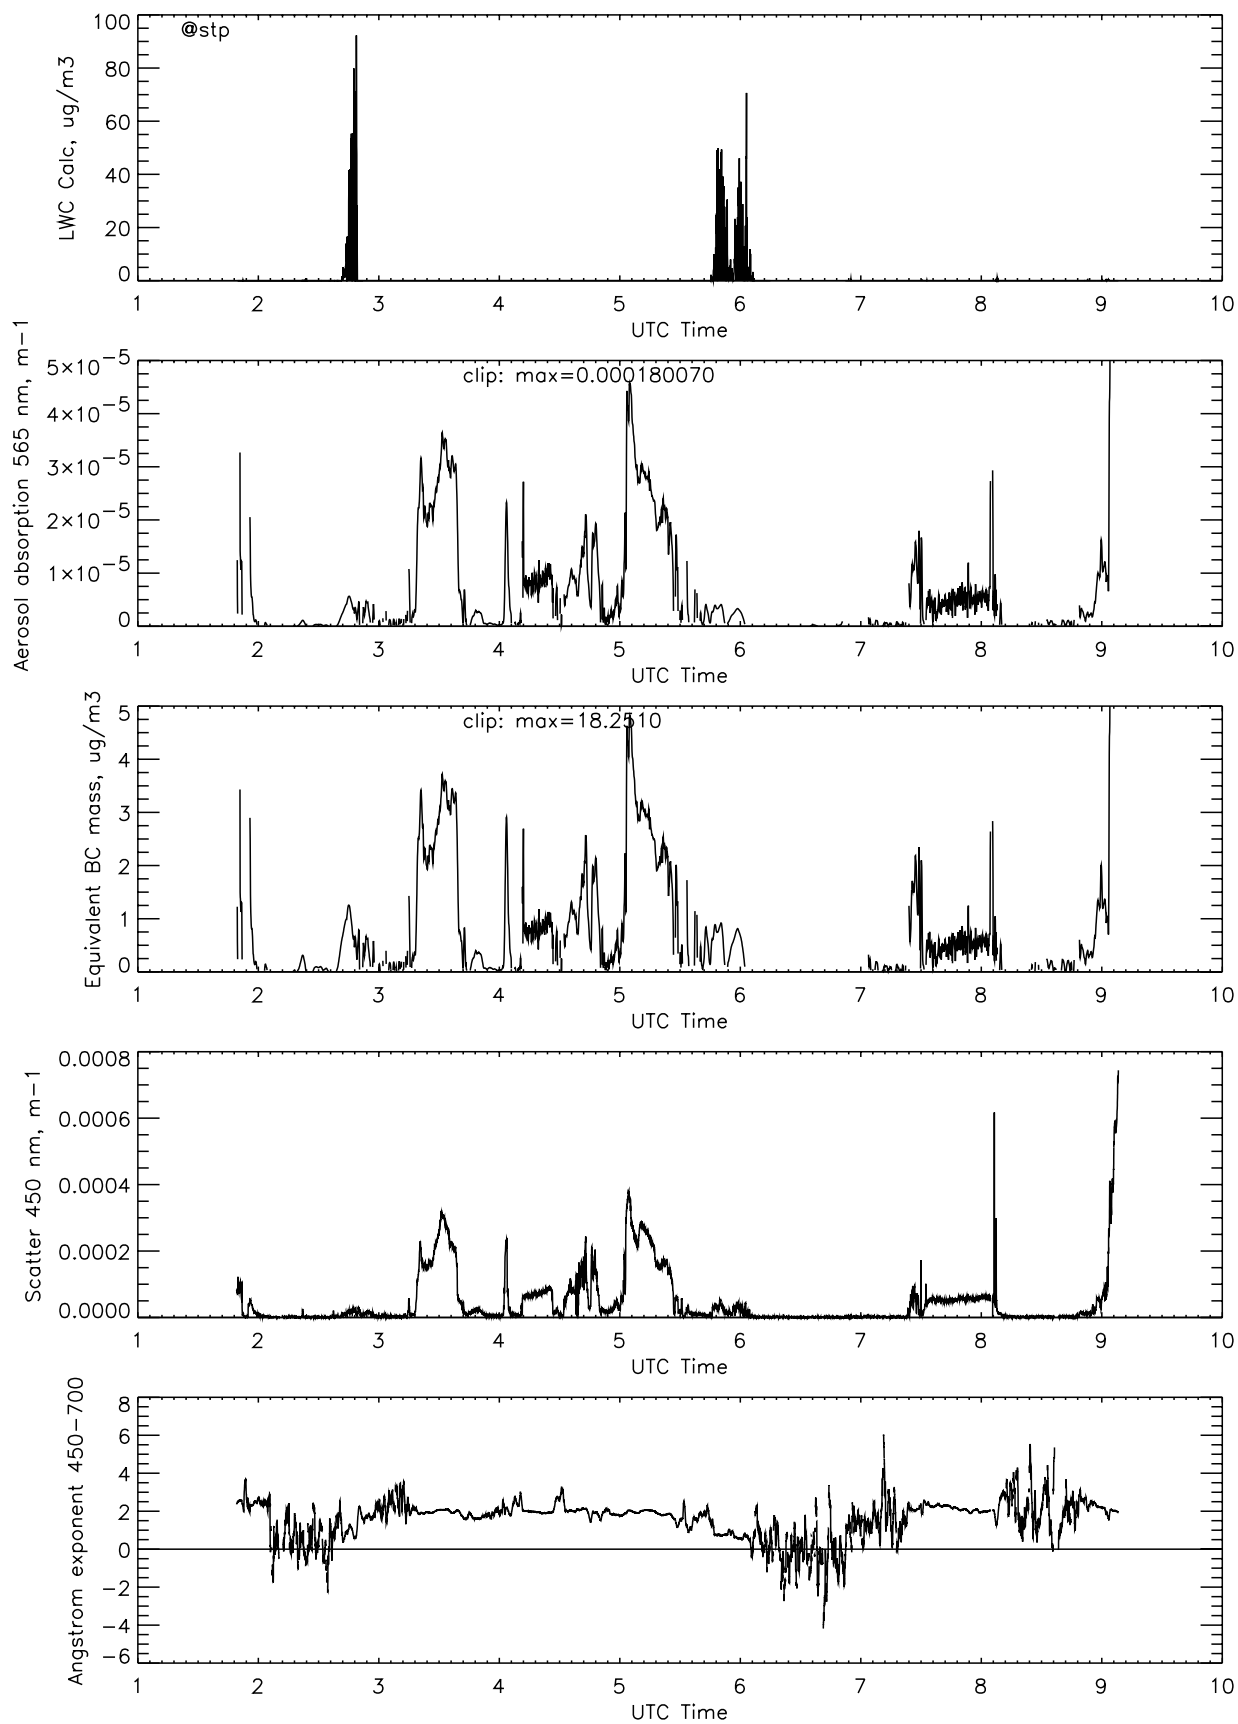 @stp
LWC Calc, ug/m3
100
80
60
40
20
0
1 2 3 4 5 6 7 8 9 10
UTC Time
Aerosol absorption 565 nm, m-1
clip: max=0.000180070
5×10-5
4×10-5
3×10-5
2×10-5
1×10-5
0
1 2 3 4 5 6 7 8 9 10
UTC Time
Equivalent BC mass, ug/m3
clip: max=18.2510
5
4
3
2
1
0
1 2 3 4 5 6 7 8 9 10
UTC Time
Scatter 450 nm, m-1
0.0008
0.0006
0.0004
0.0002
0.0000
1 2 3 4 5 6 7 8 9 10
UTC Time
Angstrom exponent 450-700
8
6
4
2
0
-2
-4
-6
1 2 3 4 5 6 7 8 9 10
UTC Time